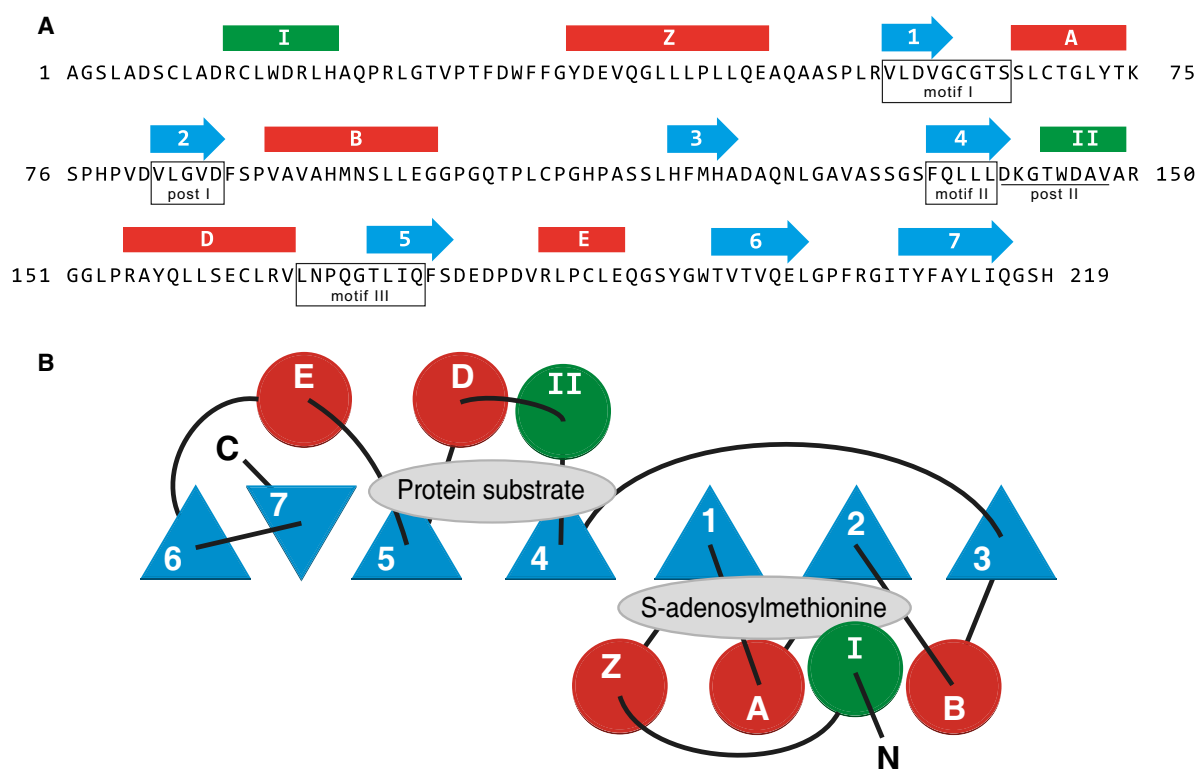 A
I Z 1 A
1 AGSLADSCLADRCLWDRLHAQPRLGTVPTFDWFFGYDEVQGLLLPLLQEAQAASPLRVLDVGCGTSSLCTGLYTK 75
motif I
2 B 3 4 II
76 SPHPVDVLGVDFSPVAVAHMNSLLEGGPGQTPLCPGHPASSLHFMHADAQNLGAVASSGSFQLLLDKGTWDAVAR 150
post I motif II post II
D 5 E 6 7
151 GGLPRAYQLLSECLRVLNPQGTLIQFSDEDPDVRLPCLEQGSYGWTVTVQELGPFRGITYFAYLIQGSH 219
motif III
B
E D II
C
Protein substrate
7 1 2
6 5 4 3
S-adenosylmethionine
Z I
A B
N